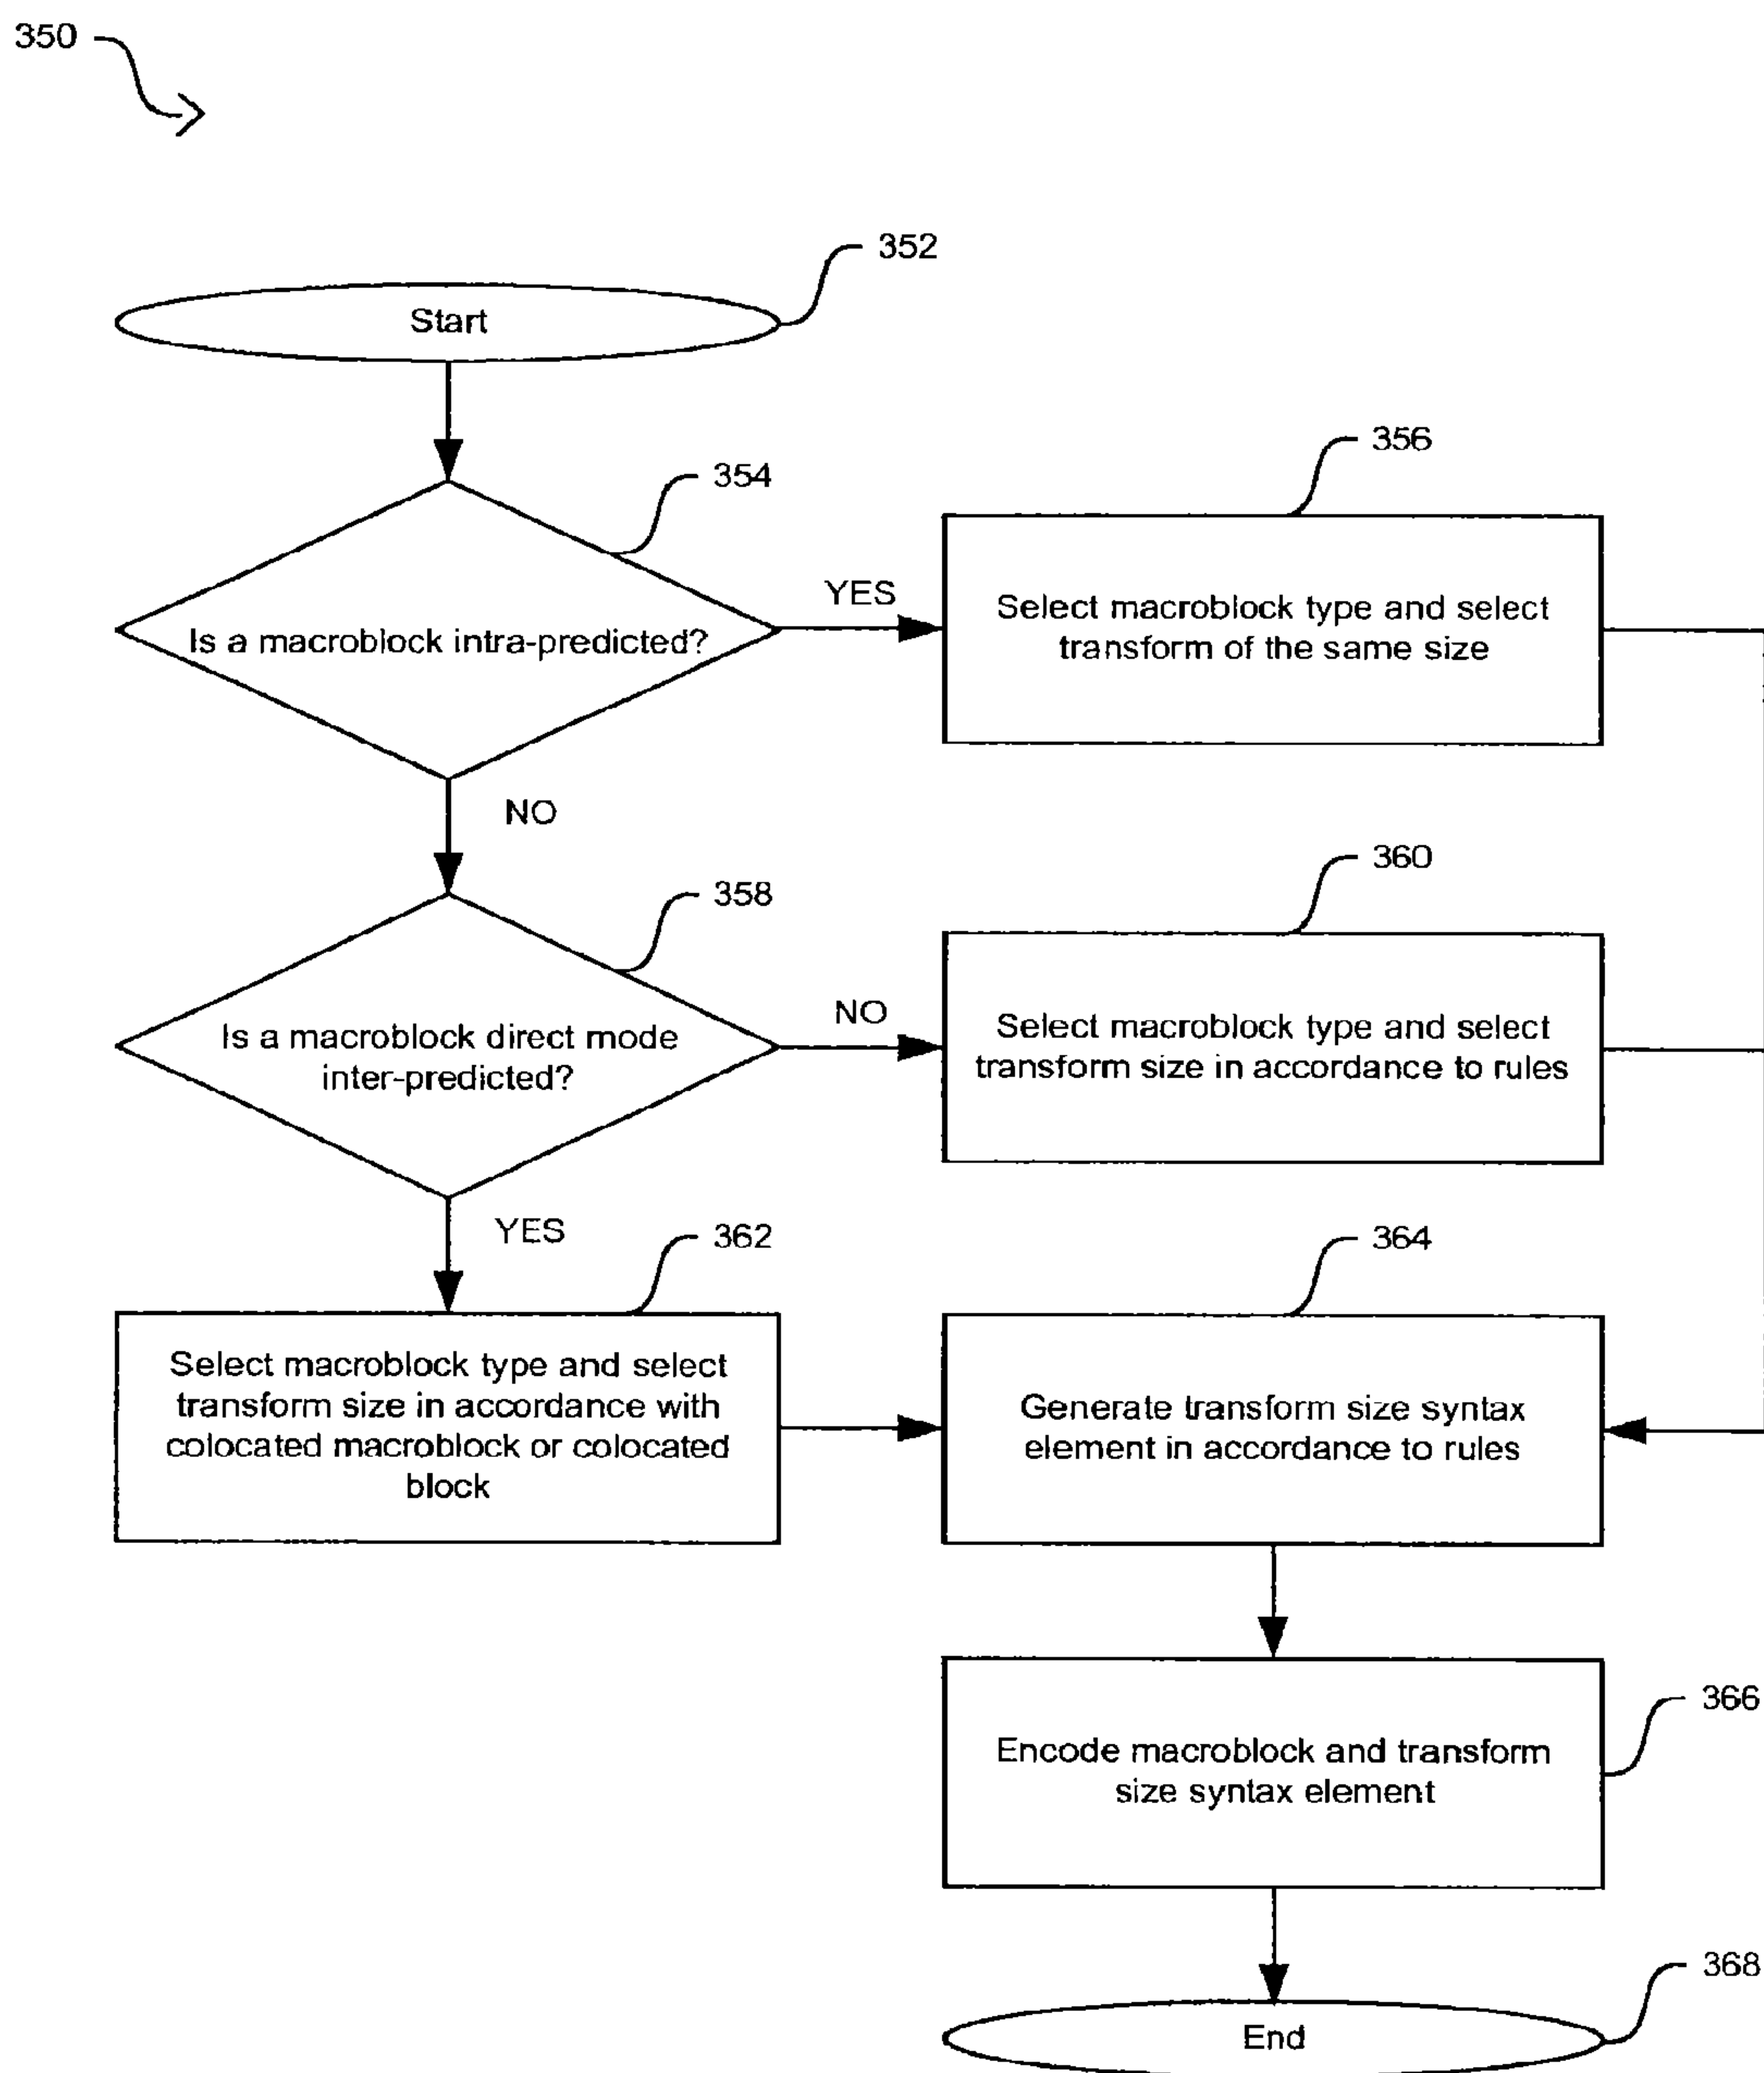 350
352
Start
354
356
Is a macroblock intra-predicted?
YES
Select macroblock type and select
transform of the same size
NO
358
360
Is a macroblock direct mode
inter-predicted?
NO
Select macroblock type and select
transform size in accordance to rules
YES
362
364
Select macroblock type and select
transform size in accordance with
colocated macroblock or colocated
block
Generate transform size syntax
element in accordance to rules
366
Encode macroblock and transform
size syntax element
368
End